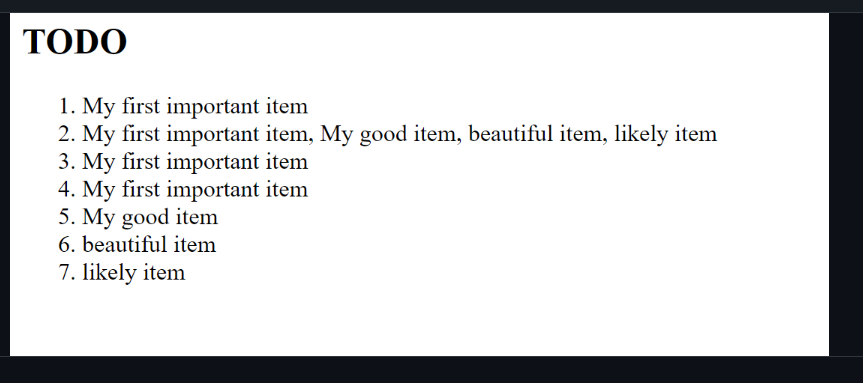 TODO
1. My first important item
2. My first important item, My good item, beautiful item, likely item
3. My first important item
4. My first important item
5. My good item
6. beautiful item
7. likely item